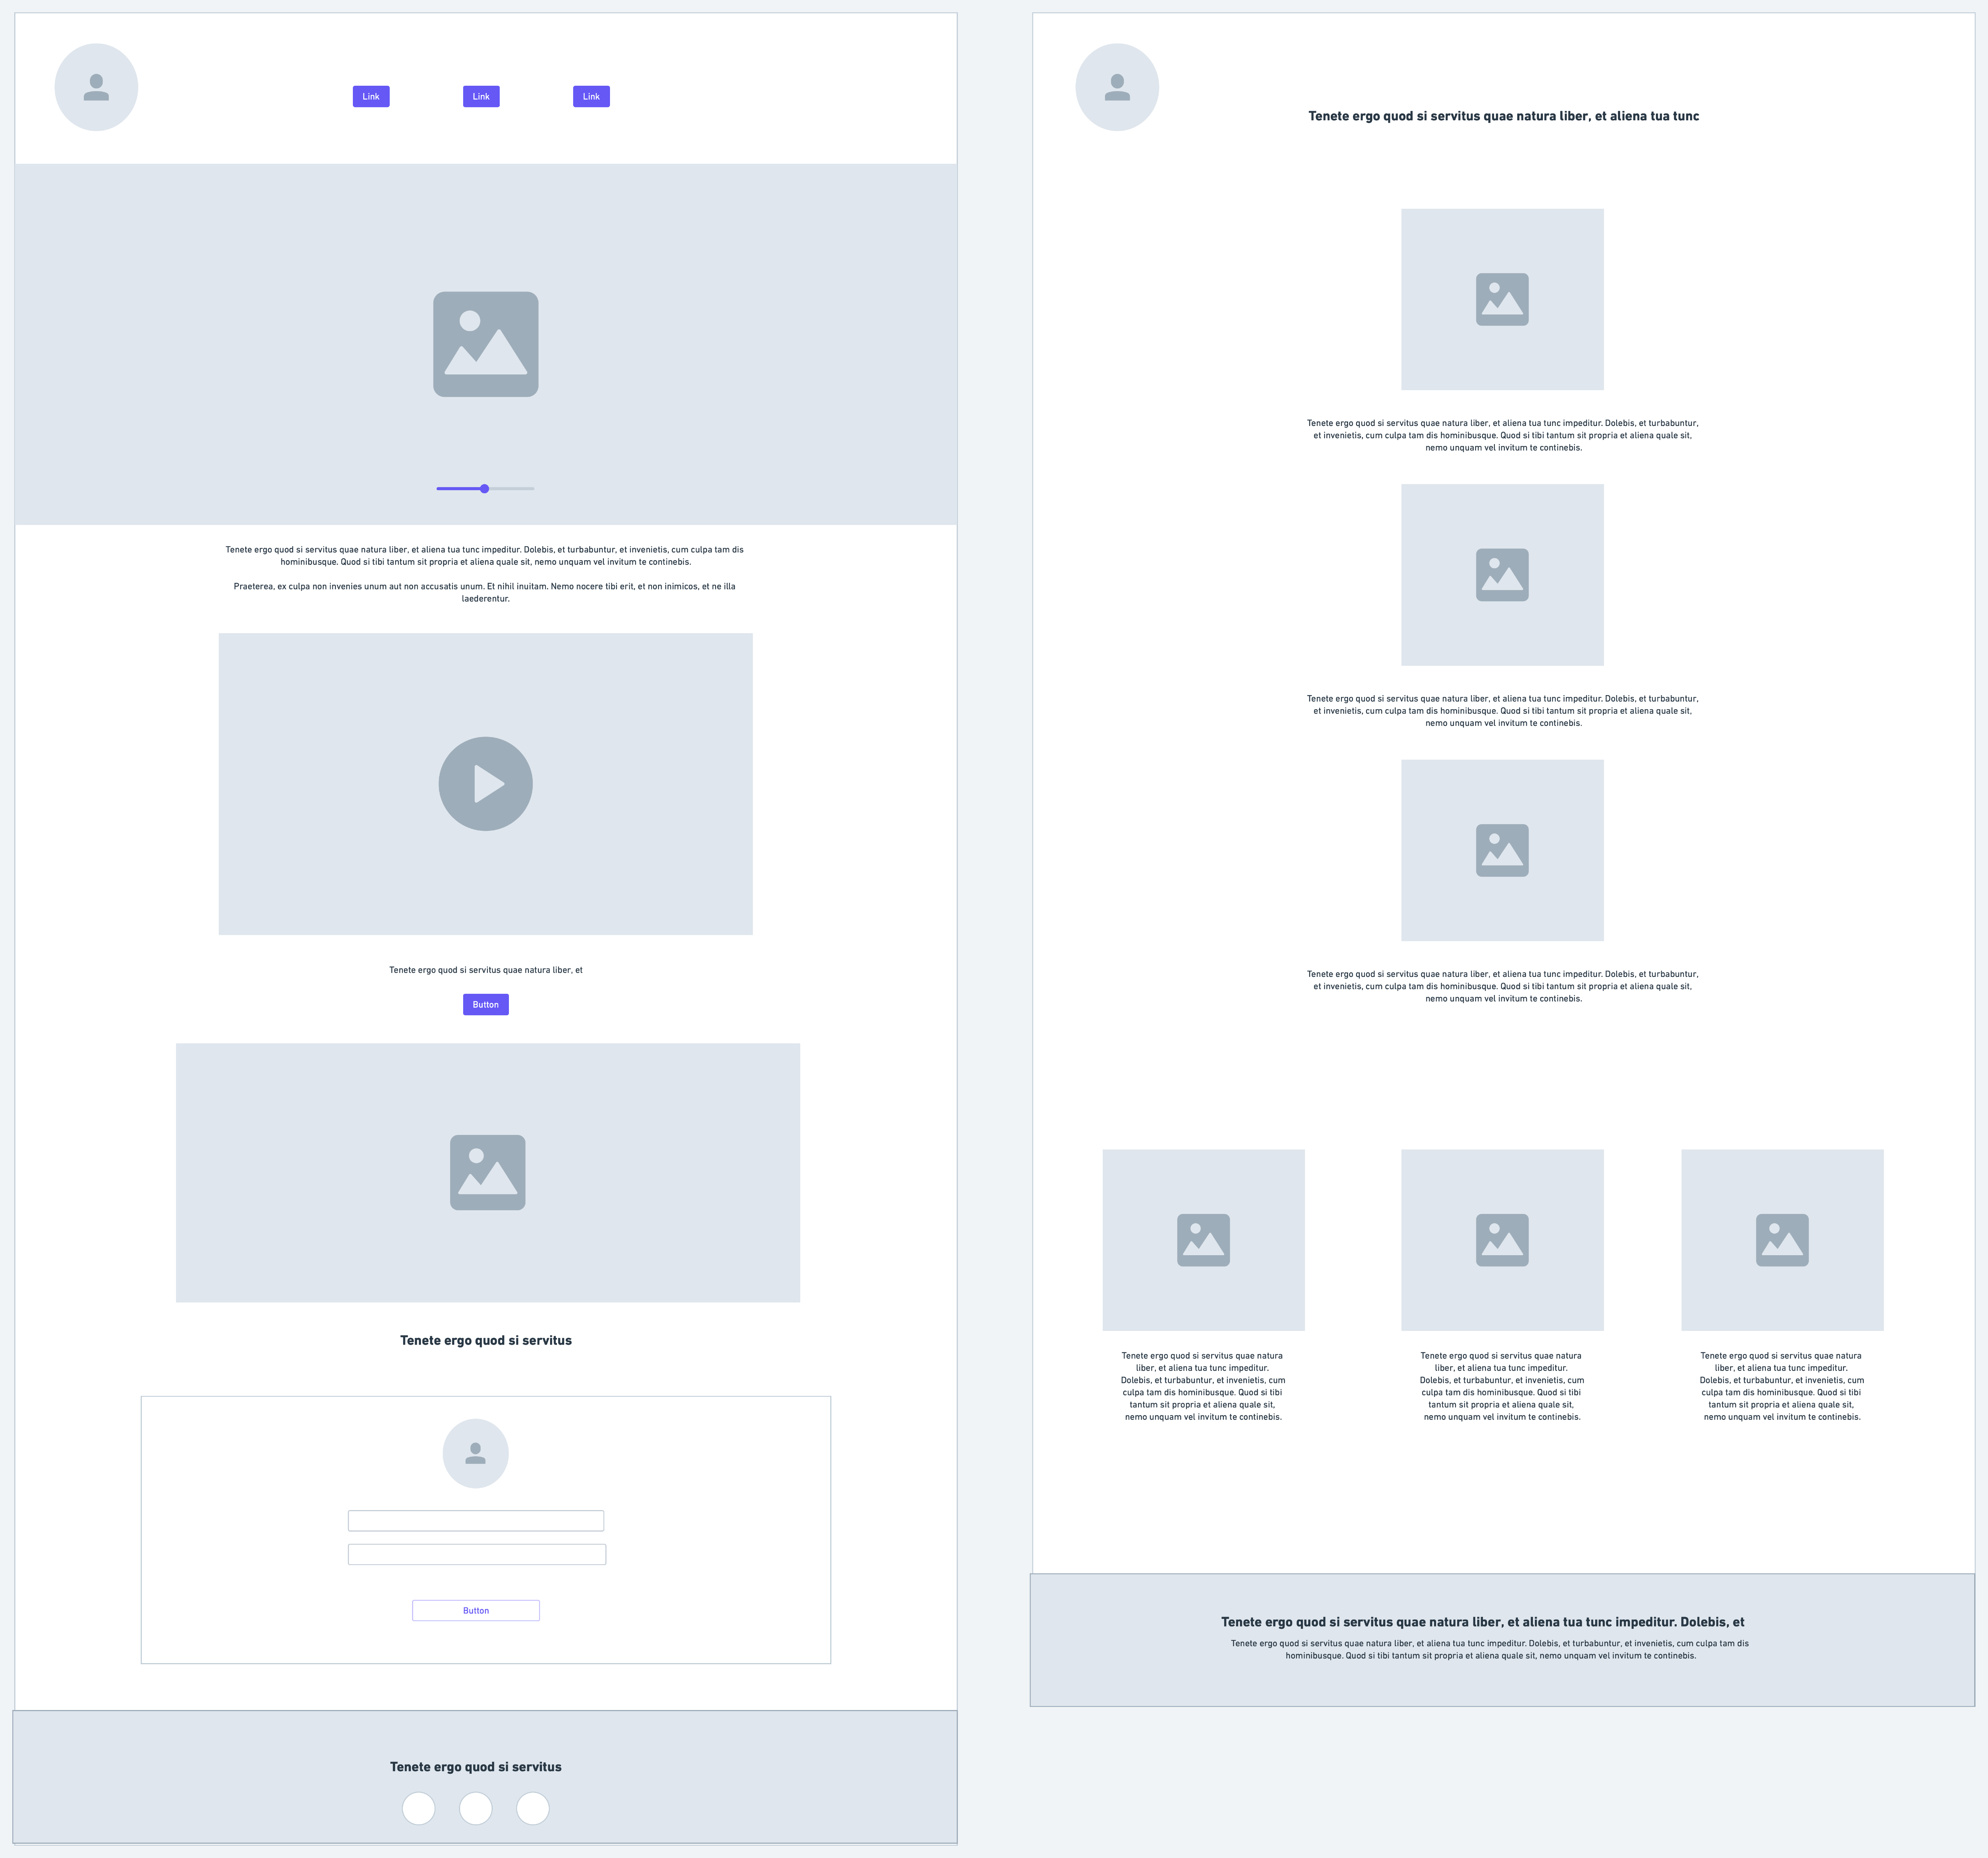 Link
Link
Link
Tenete ergo quod si servitus quae natura liber, et aliena tua tunc impeditur. Dolebis, et turbabuntur, et invenietis, cum culpa tam dis
hominibusque. Quod si tibi tantum sit propria et aliena quale sit, nemo unquam vel invitum te continebis.
Praeterea, ex culpa non invenies unum aut non accusatis unum. Et nihil inuitam. Nemo nocere tibi erit, et non inimicos, et ne illa
laederentur.
Tenete ergo quod si servitus quae natura liber, et
Button
Tenete ergo quod si servitus
Button
Tenete ergo quod si servitus
Tenete ergo quod si servitus quae natura liber, et aliena tua tunc
Tenete ergo quod si servitus quae natura liber, et aliena tua tunc impeditur. Dolebis, et turbabuntur,
et invenietis, cum culpa tam dis hominibusque. Quod si tibi tantum sit propria et aliena quale sit,
nemo unquam vel invitum te continebis.
Tenete ergo quod si servitus quae natura liber, et aliena tua tunc impeditur. Dolebis, et turbabuntur,
et invenietis, cum culpa tam dis hominibusque. Quod si tibi tantum sit propria et aliena quale sit,
nemo unquam vel invitum te continebis.
Tenete ergo quod si servitus quae natura liber, et aliena tua tunc impeditur. Dolebis, et turbabuntur,
et invenietis, cum culpa tam dis hominibusque. Quod si tibi tantum sit propria et aliena quale sit,
nemo unquam vel invitum te continebis.
Tenete ergo quod si servitus quae natura
liber, et aliena tua tunc impeditur.
Dolebis, et turbabuntur, et invenietis, cum
culpa tam dis hominibusque. Quod si tibi
tantum sit propria et aliena quale sit,
nemo unquam vel invitum te continebis.
Tenete ergo quod si servitus quae natura
liber, et aliena tua tunc impeditur.
Dolebis, et turbabuntur, et invenietis, cum
culpa tam dis hominibusque. Quod si tibi
tantum sit propria et aliena quale sit,
nemo unquam vel invitum te continebis.
Tenete ergo quod si servitus quae natura
liber, et aliena tua tunc impeditur.
Dolebis, et turbabuntur, et invenietis, cum
culpa tam dis hominibusque. Quod si tibi
tantum sit propria et aliena quale sit,
nemo unquam vel invitum te continebis.
Tenete ergo quod si servitus quae natura liber, et aliena tua tunc impeditur. Dolebis, et
Tenete ergo quod si servitus quae natura liber, et aliena tua tunc impeditur. Dolebis, et turbabuntur, et invenietis, cum culpa tam dis
hominibusque. Quod si tibi tantum sit propria et aliena quale sit, nemo unquam vel invitum te continebis.